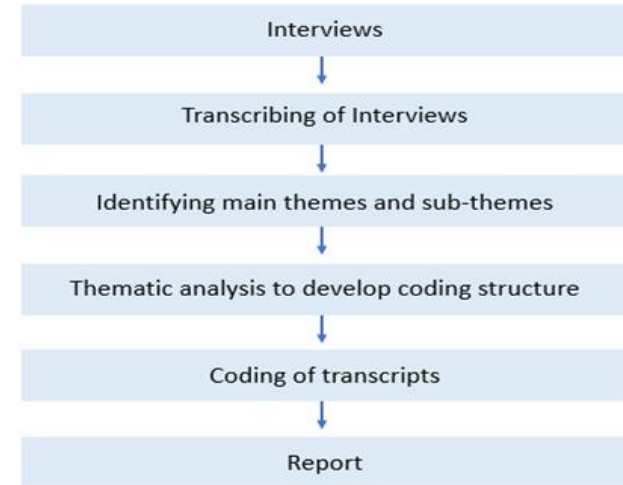 Interviews
Transcribing of Interviews
Identifying main themes and sub-themes
Thematic analysis to develop coding structure
Coding of transcripts
Report